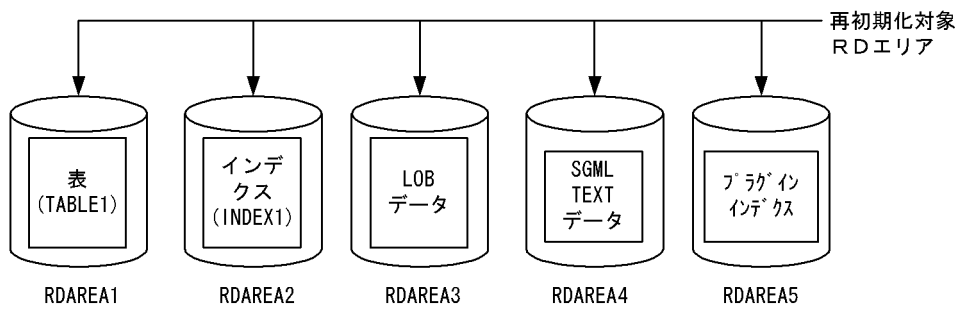 再初期化対象
ＲＤエリア
表
(TABLE1)
インデ
クス
(INDEX1)
LOB
データ
SGML
TEXT
データ
ﾌﾟﾗｸﾞｲﾝ
ｲﾝﾃﾞｸｽ
RDAREA1
RDAREA2
RDAREA3
RDAREA4
RDAREA5